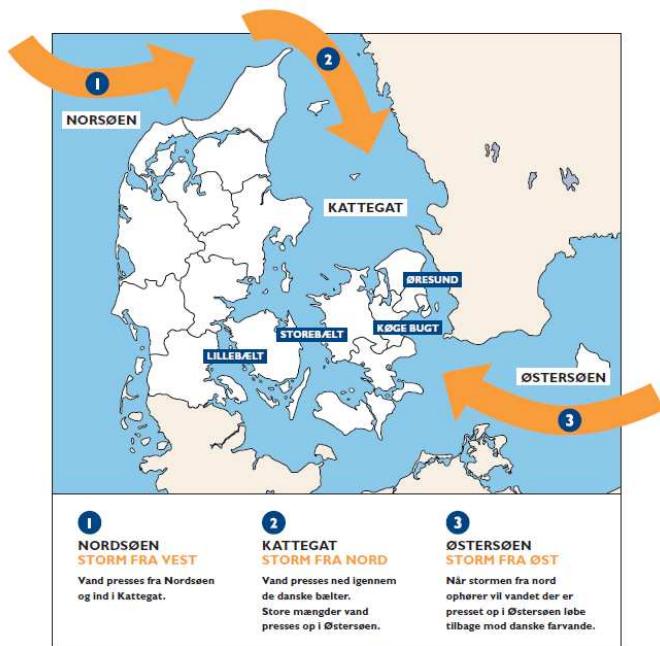 1
2
NORSØEN
KATTEGAT
ØRESUND
STOREBÆLT
KØGE BUGT
LILLEBÆLT
ØSTERSØEN
3
1
NORDSØEN
STORM FRA VEST
Vand presses fra Nordsøen
og ind i Kattegat.
2
KATTEGAT
STORM FRA NORD
Vand presses ned igennem
de danske bælter.
Store mængder vand
presses op i Østersøen.
3
ØSTERSØEN
STORM FRA ØST
Når stormen fra nord
ophører vil vandet der er
presset op i Østersøen løbe
tilbage mod danske farvande.